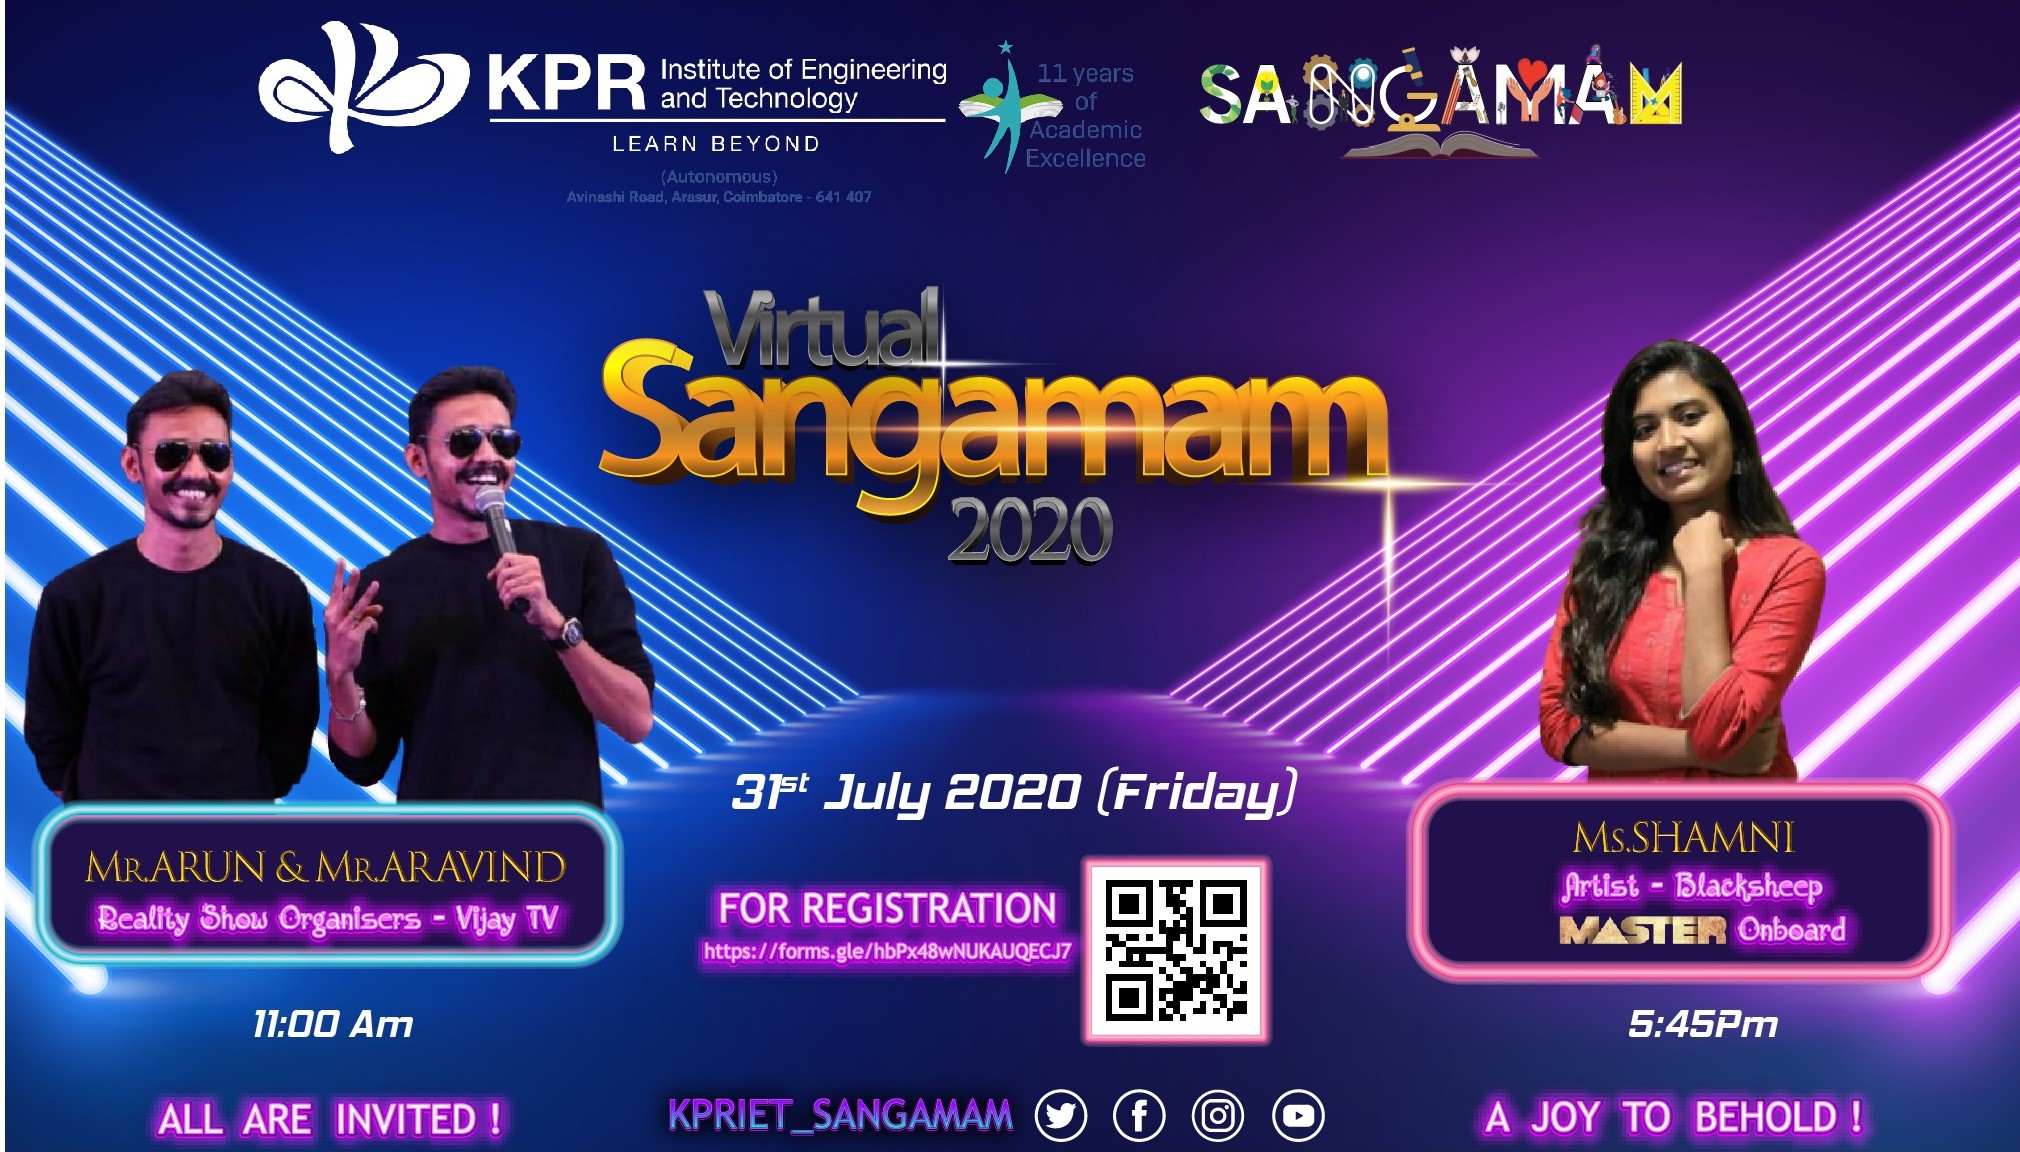 KPR Institute of Engineering
and Technology
LEARN BEYOND
(Autonomous)
Avinashi Road, Arasur, Coimbatore - 641 407
11 years
of
Academic
Excellence
SANGAMAM
Virtual
Sangamam
2020
31st July 2020 (Friday)
Mr.ARUN & Mr.ARAVIND
Reality Show Organisers - Vijay TV
11:00 Am
FOR REGISTRATION
https://forms.gle/hbPx48wNUKAUQECJ7
Ms.SHAMNI
Artist - Blacksheep
MASTER Onboard
5:45Pm
ALL ARE INVITED !
KPRIET_SANGAMAM
A JOY TO BEHOLD !